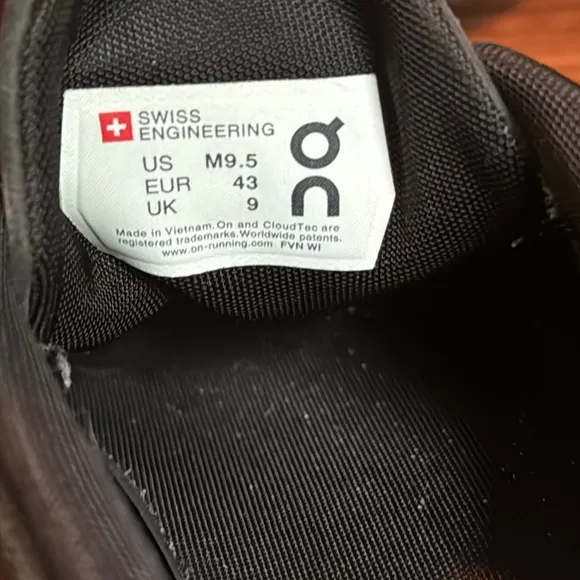 SWISS
ENGINEERING
US M9.5
EUR 43
UK 9
On
Made in Vietnam.On and CloudTec are
registered trademarks.Worldwide patents.
www.on-running.com FVN WI